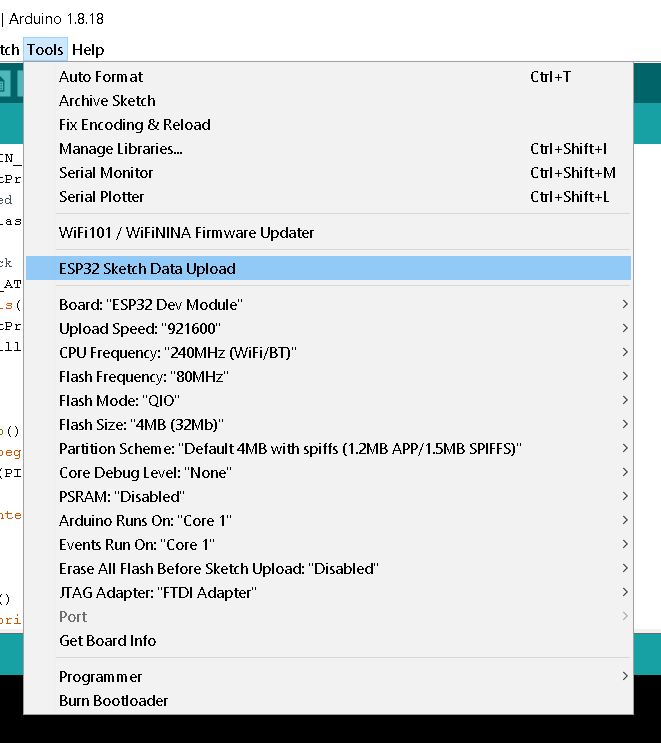 | Arduino 1.8.18
tch Tools Help
Auto Format Ctrl+T
Archive Sketch
Fix Encoding & Reload
Manage Libraries... Ctrl+Shift+I
Serial Monitor Ctrl+Shift+M
Serial Plotter Ctrl+Shift+L
WiFi101 / WiFiNINA Firmware Updater
ESP32 Sketch Data Upload
Board: "ESP32 Dev Module"
Upload Speed: "921600"
CPU Frequency: "240MHz (WiFi/BT)"
Flash Frequency: "80MHz"
Flash Mode: "QIO"
Flash Size: "4MB (32Mb)"
Partition Scheme: "Default 4MB with spiffs (1.2MB APP/1.5MB SPIFFS)"
Core Debug Level: "None"
PSRAM: "Disabled"
Arduino Runs On: "Core 1"
Events Run On: "Core 1"
Erase All Flash Before Sketch Upload: "Disabled"
JTAG Adapter: "FTDI Adapter"
Port
Get Board Info
Programmer
Burn Bootloader